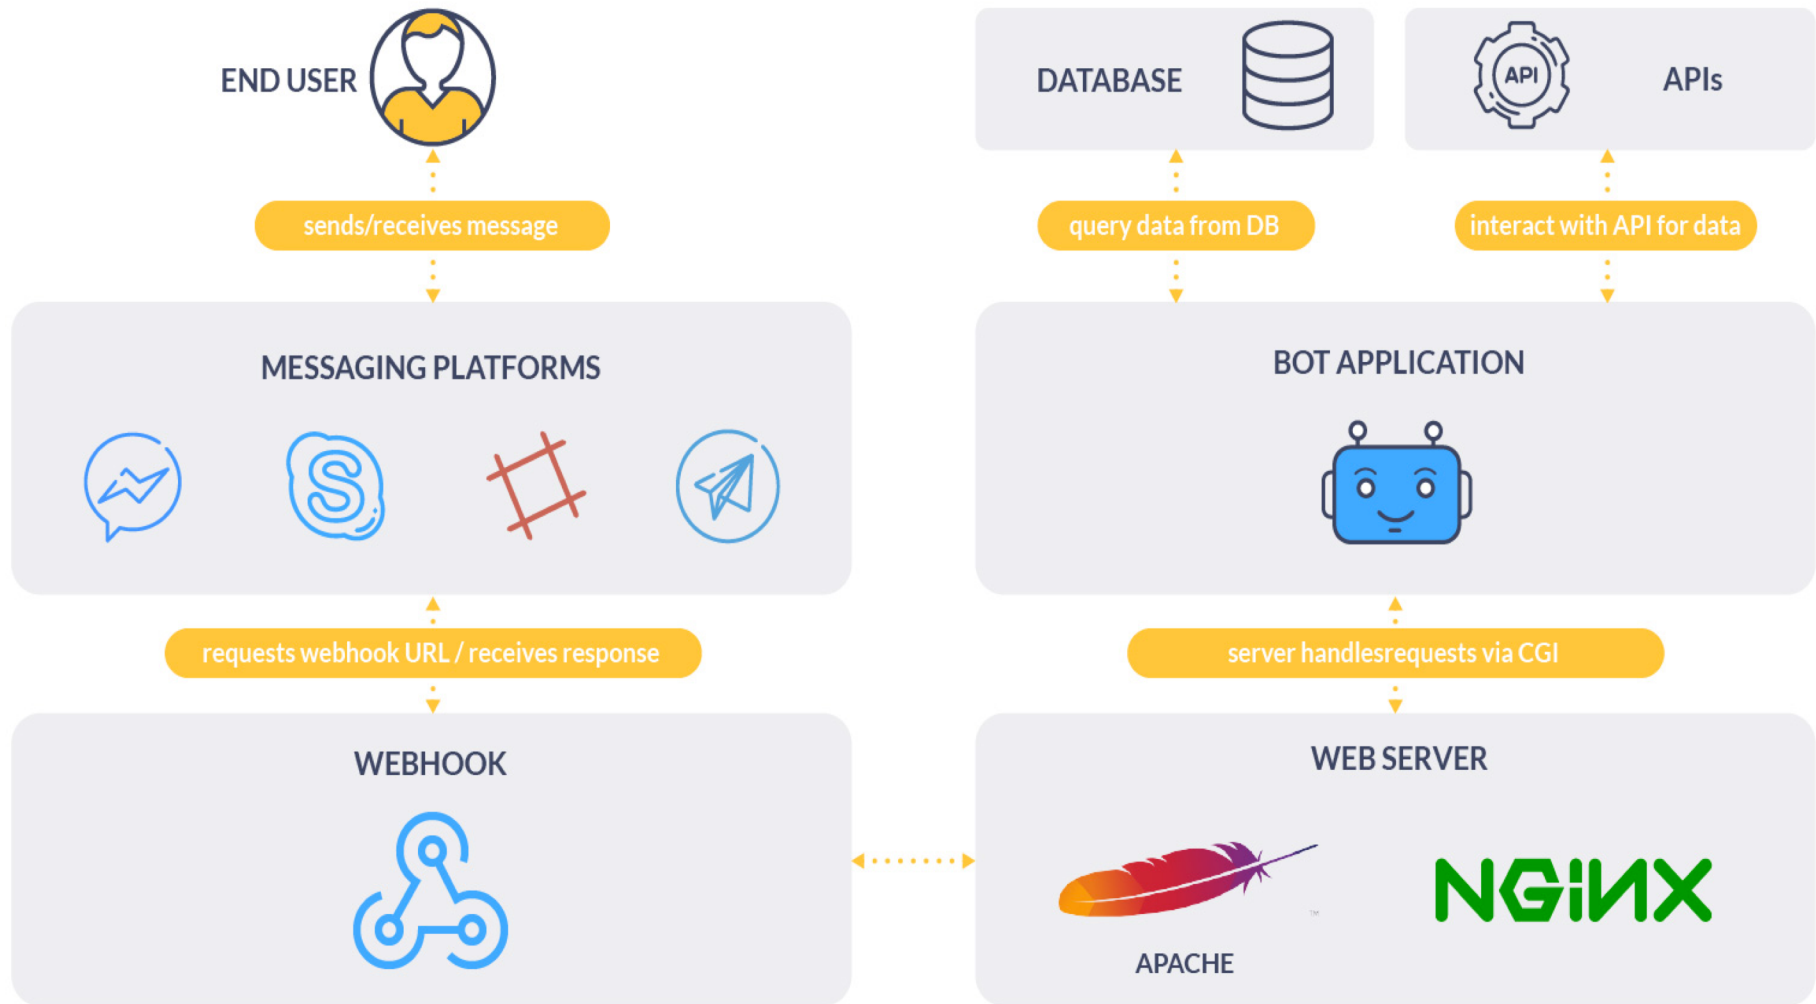 END USER
DATABASE
API
APIs
sends/receives message
query data from DB
interact with API for data
MESSAGING PLATFORMS
BOT APPLICATION
S
requests webhook URL / receives response
server handlesrequests via CGI
WEBHOOK
WEB SERVER
NGiNX
TM
APACHE